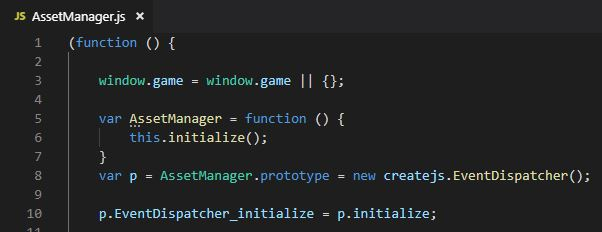 JS AssetManager.js ×
1 (function () {
2
3     window.game = window.game || {};
4
5     var AssetManager = function () {
6         this.initialize();
7     }
8     var p = AssetManager.prototype = new createjs.EventDispatcher();
9
10     p.EventDispatcher_initialize = p.initialize;